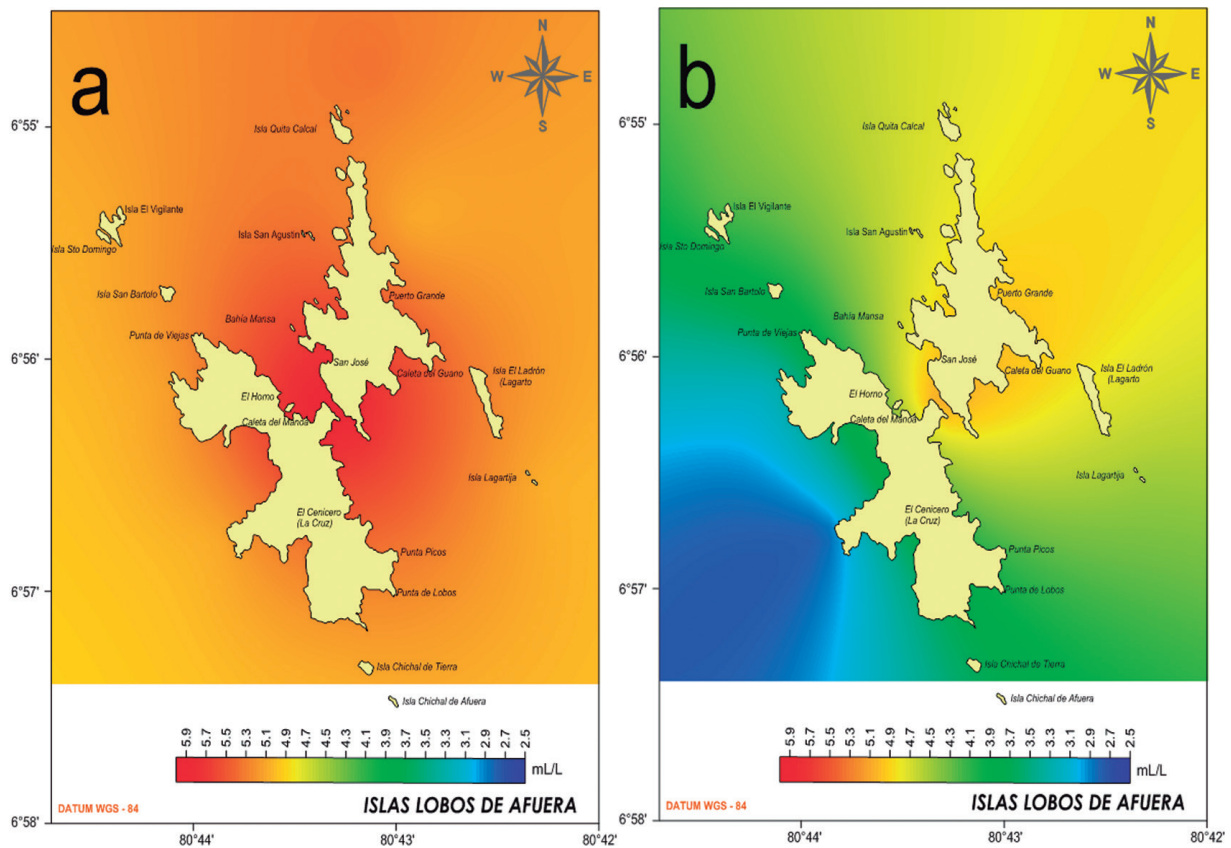 a
N
W E
S
6°55'
6°56'
6°57'
6°58'
Isla Quita Calcal
Isla El Vigilante
Isla San Agustin
Isla Sto Domingo
Isla San Bartolo
Puerto Grande
Bahía Mansa
Punta de Viejas
San José
Caleta del Guano
Isla El Ladrón
(Lagarto
El Horno
Caleta del Manoa
Isla Lagartija
El Cenicero
(La Cruz)
Punta Picos
Punta de Lobos
Isla Chichal de Tierra
Isla Chichal de Afuera
5.9 5.7 5.5 5.3 5.1 4.9 4.7 4.5 4.3 4.1 3.9 3.7 3.5 3.3 3.1 2.9 2.7 2.5
mL/L
DATUM WGS - 84
ISLAS LOBOS DE AFUERA
80°44' 80°43' 80°42'
b
N
W E
S
6°55'
6°56'
6°57'
6°58'
Isla Quita Calcal
Isla El Vigilante
Isla San Agustin
Isla Sto Domingo
Isla San Bartolo
Puerto Grande
Bahía Mansa
Punta de Viejas
San José
Caleta del Guano
Isla El Ladrón
(Lagarto
El Horno
Caleta del Manoa
Isla Lagartija
El Cenicero
(La Cruz)
Punta Picos
Punta de Lobos
Isla Chichal de Tierra
Isla Chichal de Afuera
5.9 5.7 5.5 5.3 5.1 4.9 4.7 4.5 4.3 4.1 3.9 3.7 3.5 3.3 3.1 2.9 2.7 2.5
mL/L
DATUM WGS - 84
ISLAS LOBOS DE AFUERA
80°44' 80°43' 80°42'